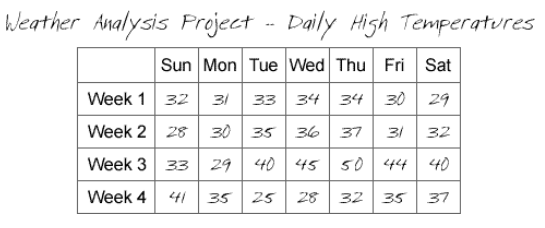 Weather Analysis Project -- Daily High Temperatures
Sun Mon Tue Wed Thu Fri Sat
Week 1 32 31 33 34 34 30 29
Week 2 28 30 35 36 37 31 32
Week 3 33 29 40 45 50 44 40
Week 4 41 35 25 28 32 35 37